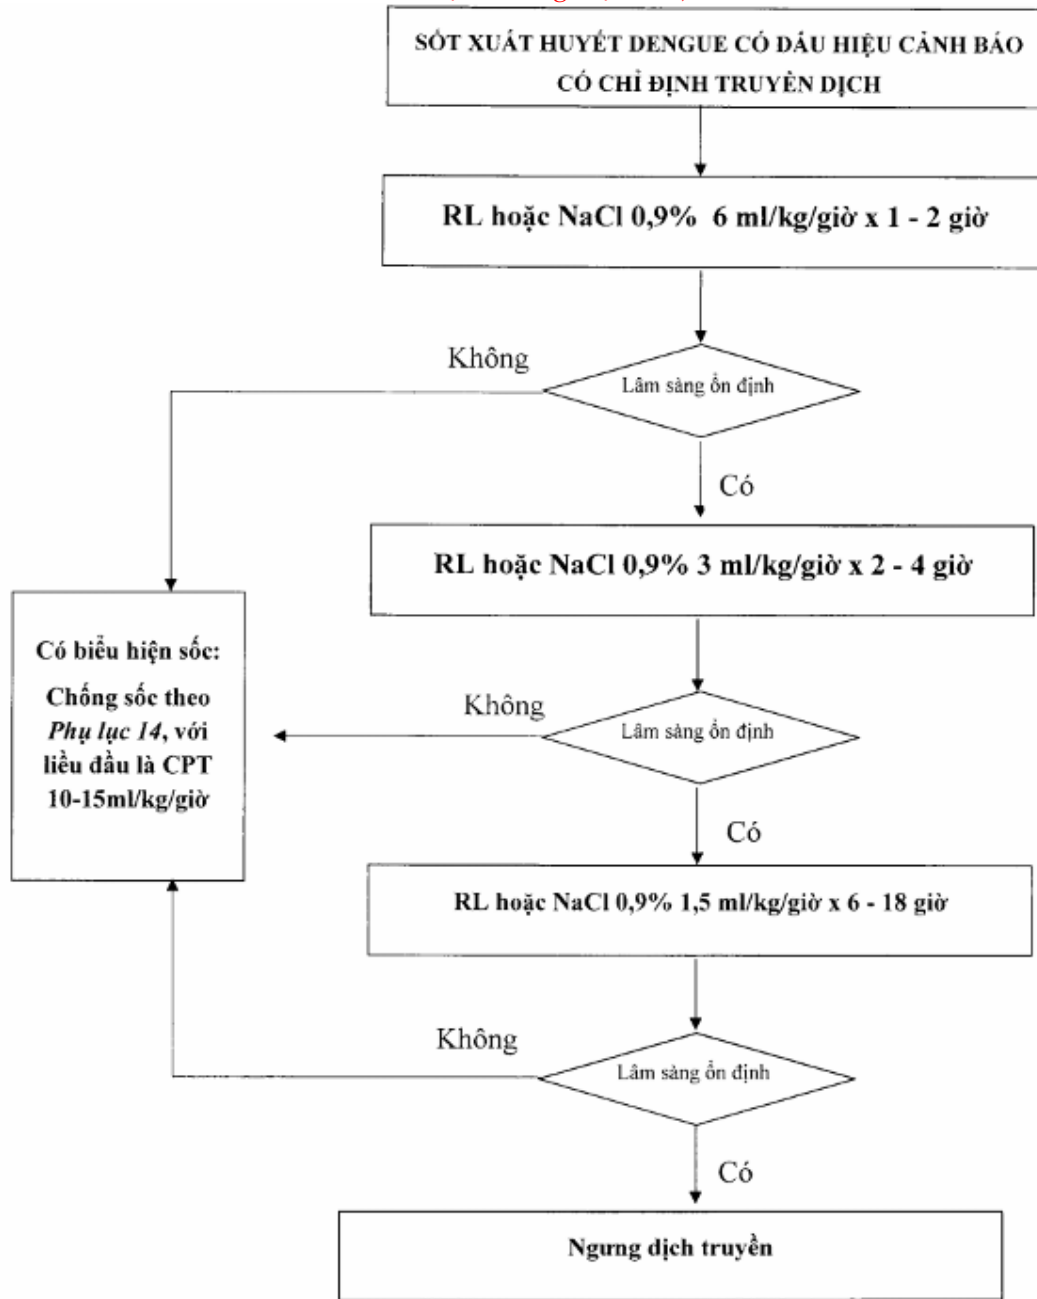 SỐT XUẤT HUYẾT DENGUE CÓ DẤU HIỆU CẢNH BÁO
CÓ CHỈ ĐỊNH TRUYỀN DỊCH
RL hoặc NaCl 0,9% 6 ml/kg/giờ x 1 - 2 giờ
Không
Lâm sàng ổn định
Có
RL hoặc NaCl 0,9% 3 ml/kg/giờ x 2 - 4 giờ
Có biểu hiện sốc:
Chống sốc theo
Phụ lục 14, với
liều đầu là CPT
10-15ml/kg/giờ
Không
Lâm sàng ổn định
Có
RL hoặc NaCl 0,9% 1,5 ml/kg/giờ x 6 - 18 giờ
Không
Lâm sàng ổn định
Có
Ngưng dịch truyền